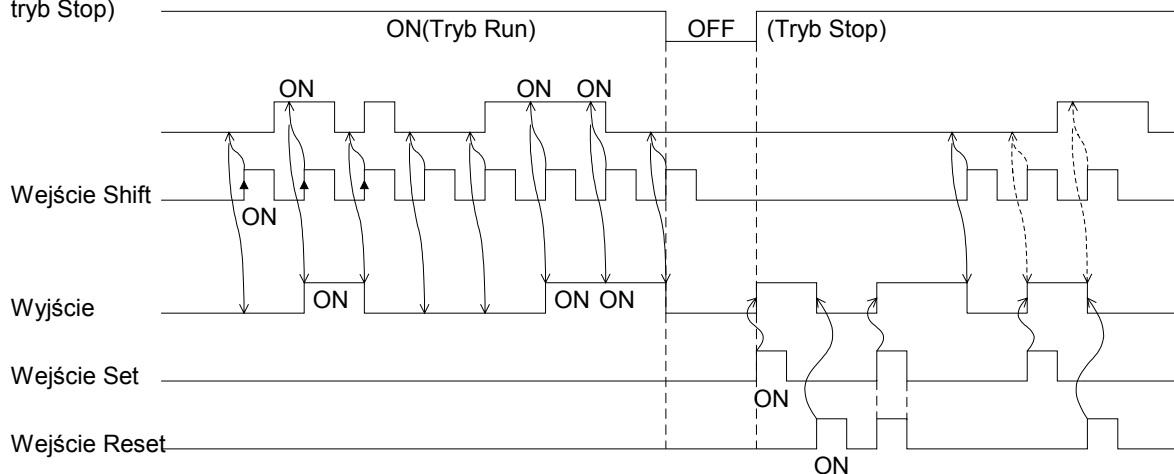 tryb Stop)
ON(Tryb Run) OFF (Tryb Stop)
ON ON ON
Wejście Shift
ON
ON ON ON
Wyjście
Wejście Set
ON
Wejście Reset
ON